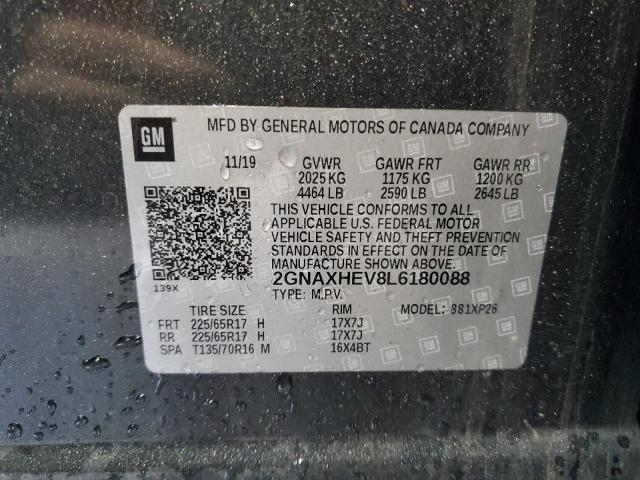 GM
MFD BY GENERAL MOTORS OF CANADA COMPANY
11/19 GVWR GAWR FRT GAWR RR
2025 KG 1175 KG 1200 KG
4464 LB 2590 LB 2645 LB
THIS VEHICLE CONFORMS TO ALL
APPLICABLE U.S. FEDERAL MOTOR
VEHICLE SAFETY AND THEFT PREVENTION
STANDARDS IN EFFECT ON THE DATE OF
MANUFACTURE SHOWN ABOVE.
2GNAXHEV8L6180088
139X
TYPE: M.P.V. MODEL: 881XP26
TIRE SIZE RIM
FRT 225/65R17 H 17X7J
RR 225/65R17 H 17X7J
SPA T135/70R16 M 16X4BT